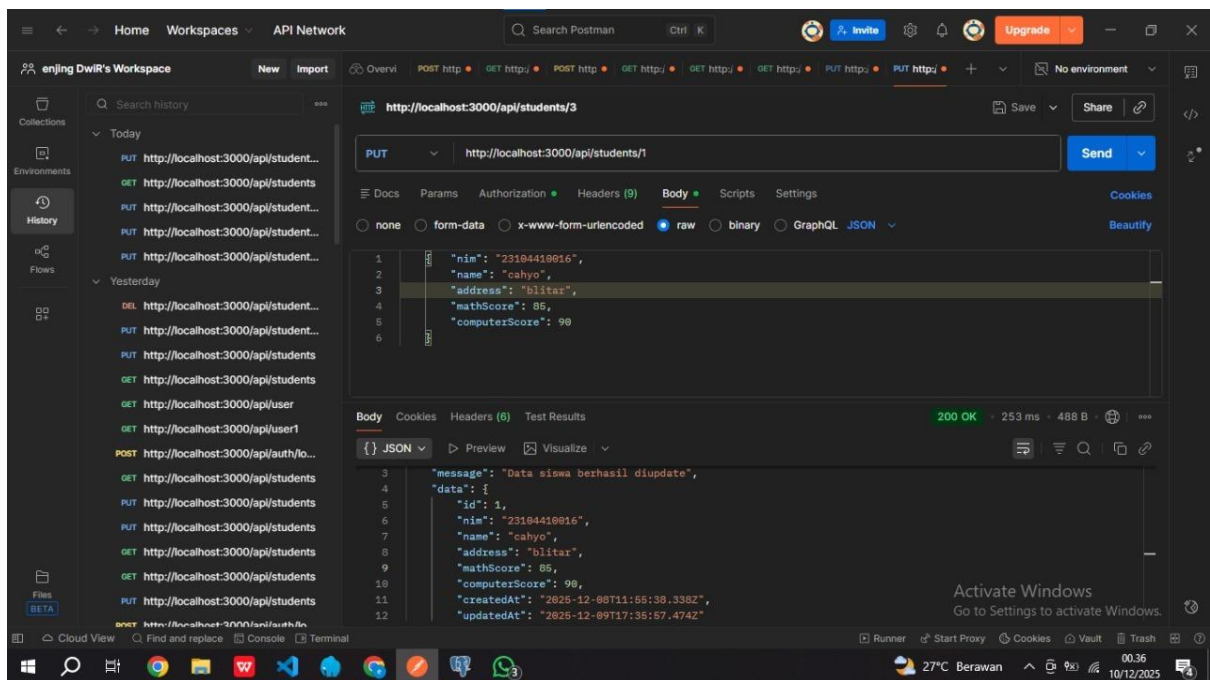 Home Workspaces API Network Search Postman Ctrl K Invite Upgrade
enjing DwiR's Workspace New Import Overvi POST http GET http:/ POST http GET http:/ GET http:/ GET http:/ PUT http:/ PUT http:/ No environment
Collections
Environments
History
Flows
Files
BETA
Search history
Today
PUT http://localhost:3000/api/student...
GET http://localhost:3000/api/students
PUT http://localhost:3000/api/student...
PUT http://localhost:3000/api/student...
PUT http://localhost:3000/api/student...
Yesterday
DEL http://localhost:3000/api/student...
PUT http://localhost:3000/api/student...
PUT http://localhost:3000/api/students
GET http://localhost:3000/api/students
GET http://localhost:3000/api/user
GET http://localhost:3000/api/user1
POST http://localhost:3000/api/auth/lo...
GET http://localhost:3000/api/students
PUT http://localhost:3000/api/students
PUT http://localhost:3000/api/students
GET http://localhost:3000/api/students
GET http://localhost:3000/api/students
PUT http://localhost:3000/api/students
POST http://localhost:3000/api/auth/lo
HTTP http://localhost:3000/api/students/3 Save Share
PUT http://localhost:3000/api/students/1 Send
Docs Params Authorization Headers (9) Body Scripts Settings Cookies
none form-data x-www-form-urlencoded raw binary GraphQL JSON Beautify
1 { "nim": "23104410016",
2 "name": "cahyo",
3 "address": "blitar",
4 "mathScore": 85,
5 "computerScore": 90
6 }
Body Cookies Headers (6) Test Results 200 OK 253 ms 488 B
{} JSON Preview Visualize
3 "message": "Data siswa berhasil diupdate",
4 "data": {
5 "id": 1,
6 "nim": "23104410016",
7 "name": "cahyo",
8 "address": "blitar",
9 "mathScore": 85,
10 "computerScore": 90,
11 "createdAt": "2025-12-08T11:55:38.338Z",
12 "updatedAt": "2025-12-09T17:35:57.474Z"
Activate Windows
Go to Settings to activate Windows.
Cloud View Find and replace Console Terminal Runner Start Proxy Cookies Vault Trash
27°C Berawan 00.36
10/12/2025